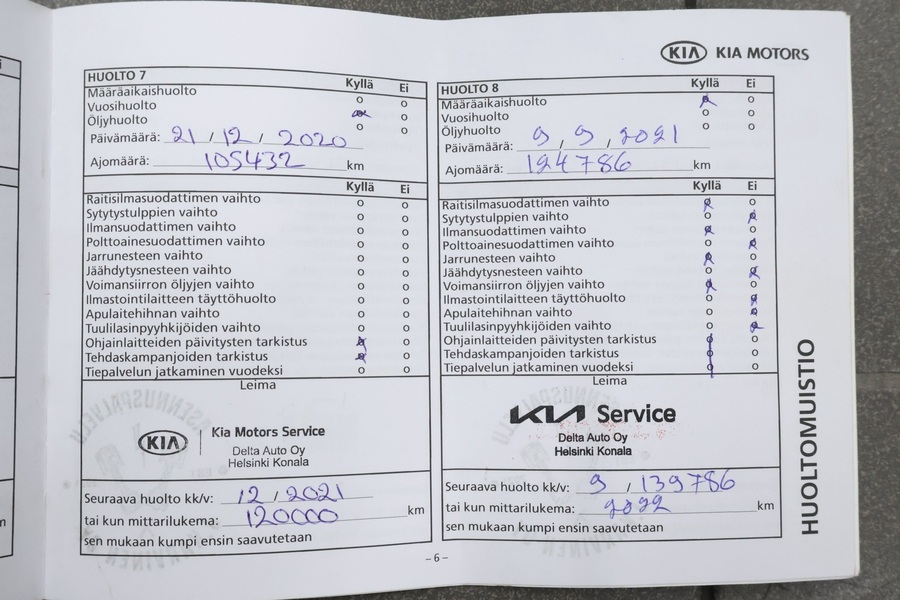 KIA KIA MOTORS
HUOLTO 7
Kyllä Ei
Määräaikaishuolto
Vuosihuolto
Öljyhuolto
Päivämäärä: 21 / 12 / 2020
Ajomäärä: 105432 km
Kyllä Ei
Raitisilmasuodattimen vaihto
Sytytystulppien vaihto
Ilmansuodattimen vaihto
Polttoainesuodattimen vaihto
Jarrunesteen vaihto
Jäähdytysnesteen vaihto
Voimansiirron öljyjen vaihto
Ilmastointilaitteen täyttöhuolto
Apulaitehihnan vaihto
Tuulilasinpyyhkijöiden vaihto
Ohjainlaitteiden päivitysten tarkistus
Tehdaskampanjoiden tarkistus
Tiepalvelun jatkaminen vuodeksi
Leima
KIA Kia Motors Service
Delta Auto Oy
Helsinki Konala
Seuraava huolto kk/v: 12 / 2021
tai kun mittarilukema: 120000 km
sen mukaan kumpi ensin saavutetaan
HUOLTO 8
Kyllä Ei
Määräaikaishuolto
Vuosihuolto
Öljyhuolto
Päivämäärä: 9 / 9 / 2021
Ajomäärä: 124786 km
Kyllä Ei
Raitisilmasuodattimen vaihto
Sytytystulppien vaihto
Ilmansuodattimen vaihto
Polttoainesuodattimen vaihto
Jarrunesteen vaihto
Jäähdytysnesteen vaihto
Voimansiirron öljyjen vaihto
Ilmastointilaitteen täyttöhuolto
Apulaitehihnan vaihto
Tuulilasinpyyhkijöiden vaihto
Ohjainlaitteiden päivitysten tarkistus
Tehdaskampanjoiden tarkistus
Tiepalvelun jatkaminen vuodeksi
Leima
KIA Service
Delta Auto Oy
Helsinki Konala
Seuraava huolto kk/v: 9 / 139786
tai kun mittarilukema: 2022 km
sen mukaan kumpi ensin saavutetaan
HUOLTOMUISTIO
– 6 –